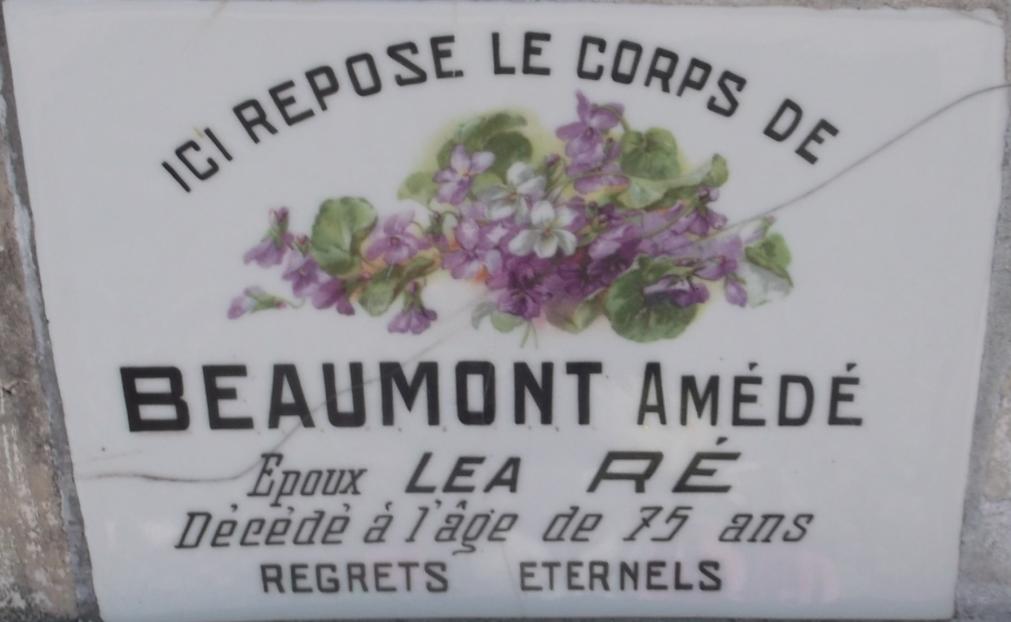 ICI REPOSE LE CORPS DE
BEAUMONT AMÉDÉ
Epoux LEA RÉ
Décédé à l'âge de 75 ans
REGRETS ETERNELS